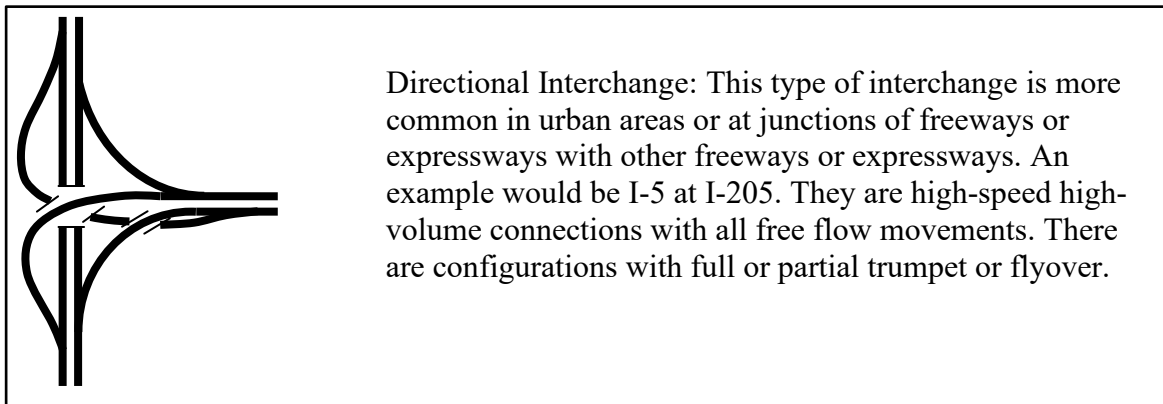 Directional Interchange: This type of interchange is more
common in urban areas or at junctions of freeways or
expressways with other freeways or expressways. An
example would be I-5 at I-205. They are high-speed high-
volume connections with all free flow movements. There
are configurations with full or partial trumpet or flyover.